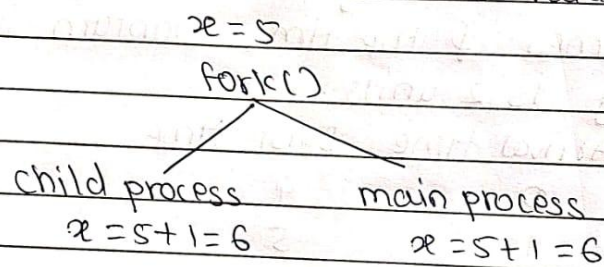 x = 5
fork()
child process main process
x = 5 + 1 = 6 x = 5 + 1 = 6